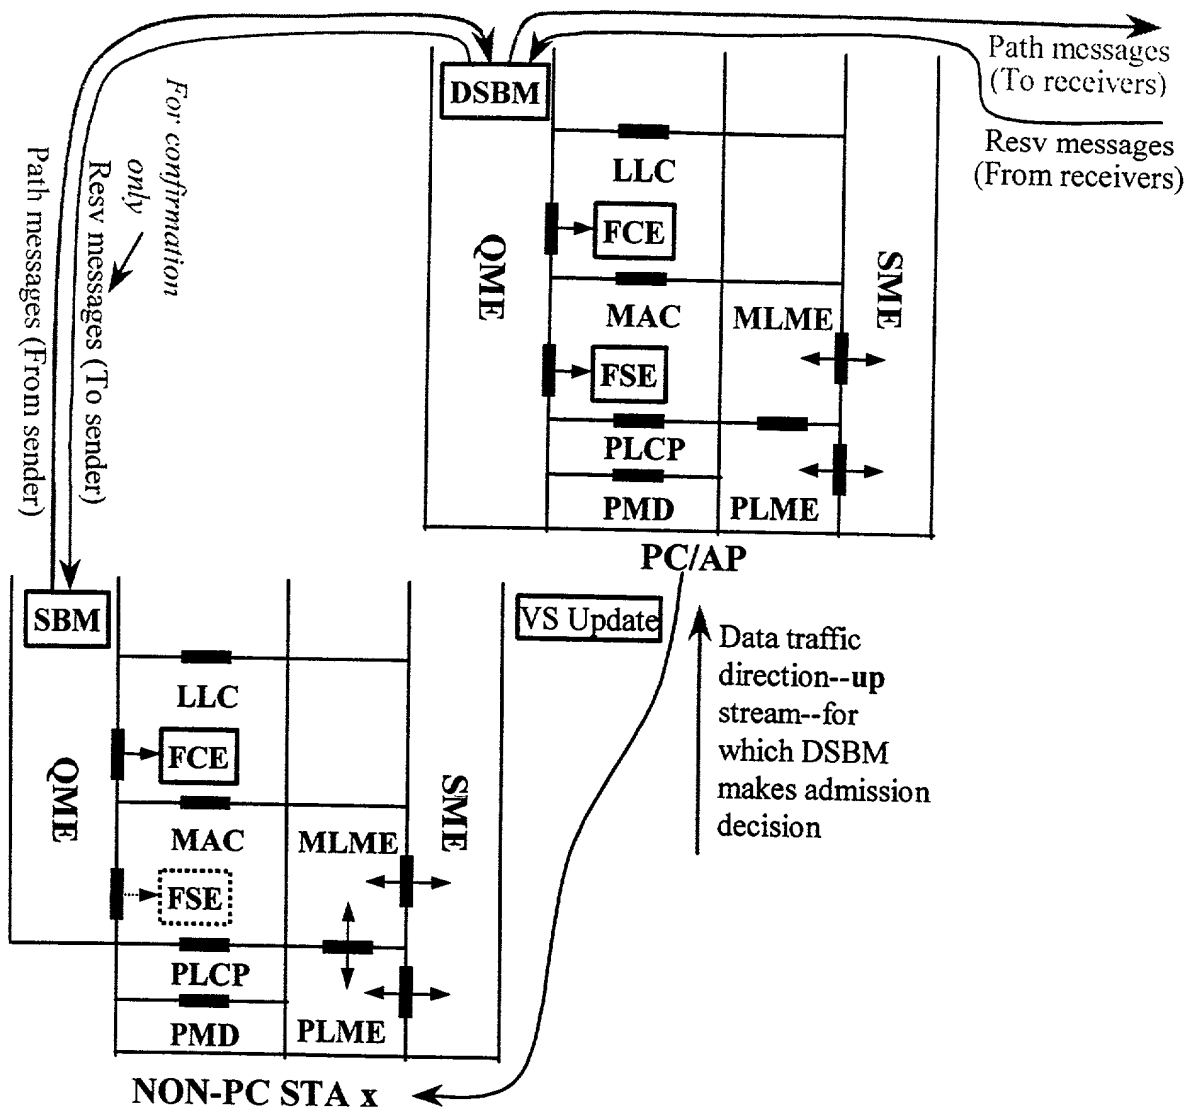 Path messages
(To receivers)
Resv messages
(From receivers)
DSBM
LLC
FCE
QME
SME
MAC
MLME
FSE
PLCP
PMD
PLME
PC/AP
For confirmation
only
Resv messages (To sender)
Path messages (From sender)
VS Update
Data traffic
direction--up
stream--for
which DSBM
makes admission
decision
SBM
LLC
FCE
QME
SME
MAC
MLME
FSE
PLCP
PMD
PLME
NON-PC STA x